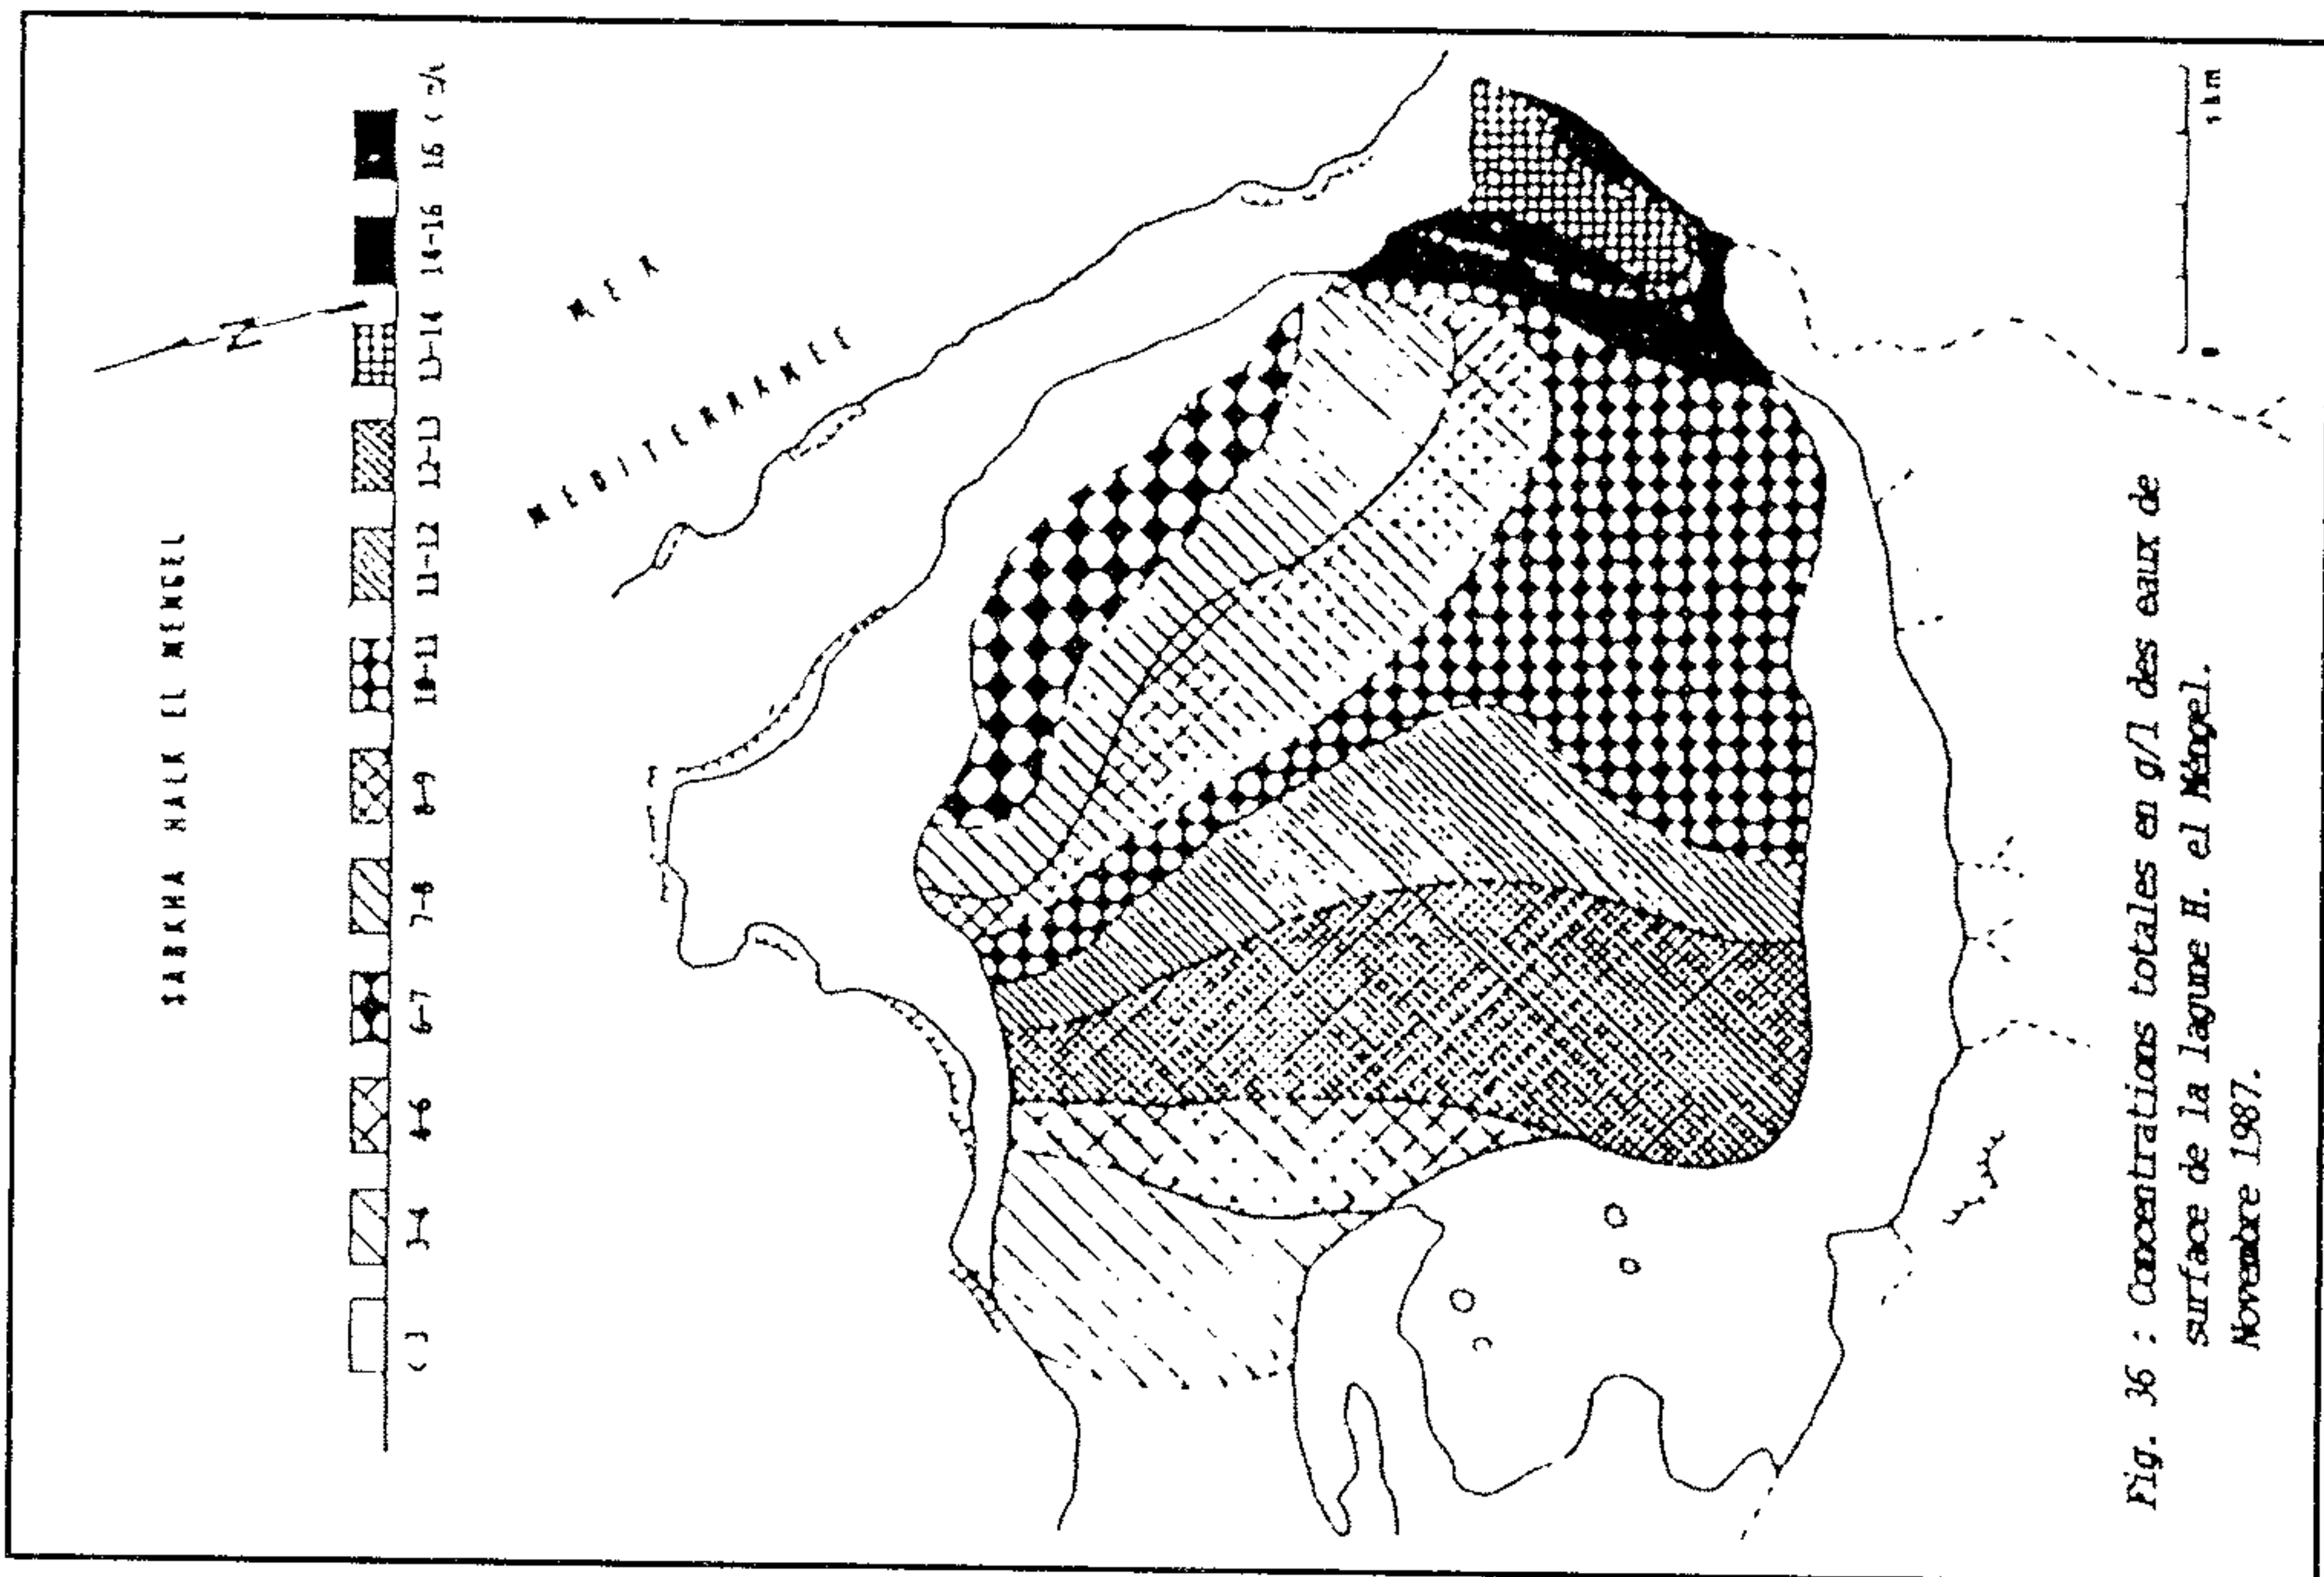 SABKHA HALK EL MENGEL
N
MER
MEDITERRANEE
< 3 3-4 4-6 6-7 7-8 8-9 10-11 11-12 12-13 13-14 14-16 16 <
0 1 km
Fig. 36 : Concentrations totales en g/l des eaux de
surface de la lagune H. el Méngel.
Novembre 1987.